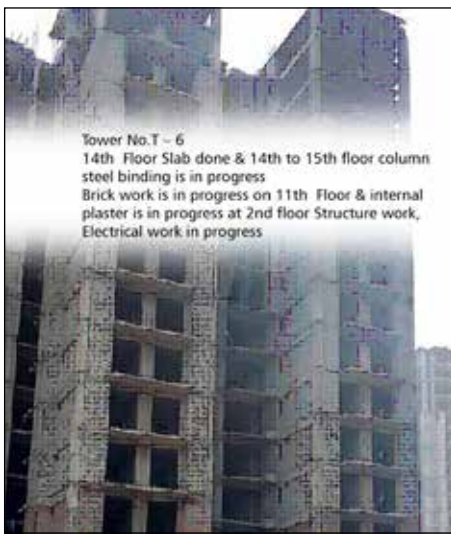 Tower No.T – 6
14th Floor Slab done & 14th to 15th floor column
steel binding is in progress
Brick work is in progress on 11th Floor & internal
plaster is in progress at 2nd floor Structure work,
Electrical work in progress